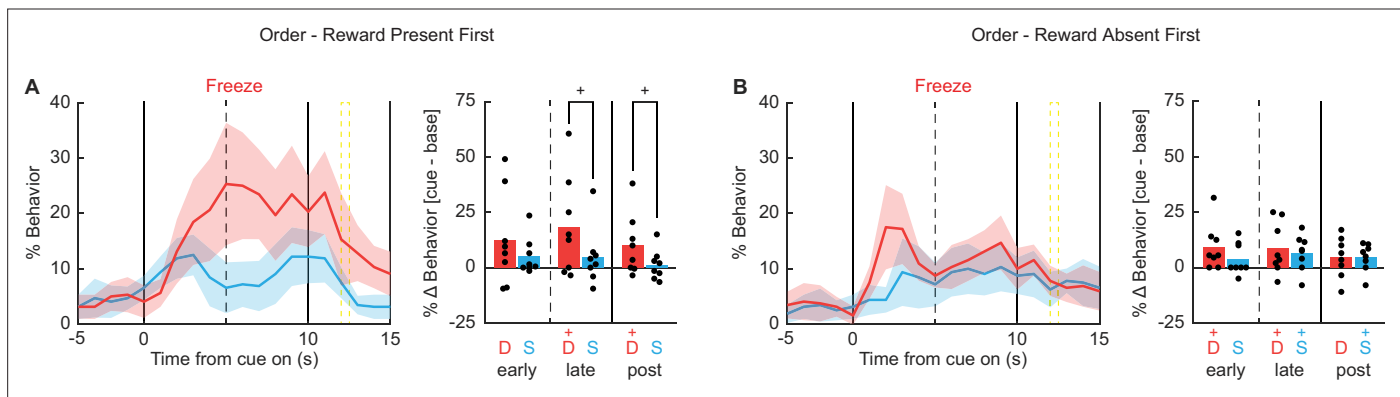 Order - Reward Present First
Order - Reward Absent First
A
Freeze
% Behavior
40
30
20
10
0
-5
0
5
10
15
Time from cue on (s)
% Δ Behavior [cue - base]
75
50
25
0
-25
+
+
+
+
D S D S D S
early late post
B
Freeze
% Behavior
40
30
20
10
0
-5
0
5
10
15
Time from cue on (s)
% Δ Behavior [cue - base]
75
50
25
0
-25
+ + + +
D S D S D S
early late post